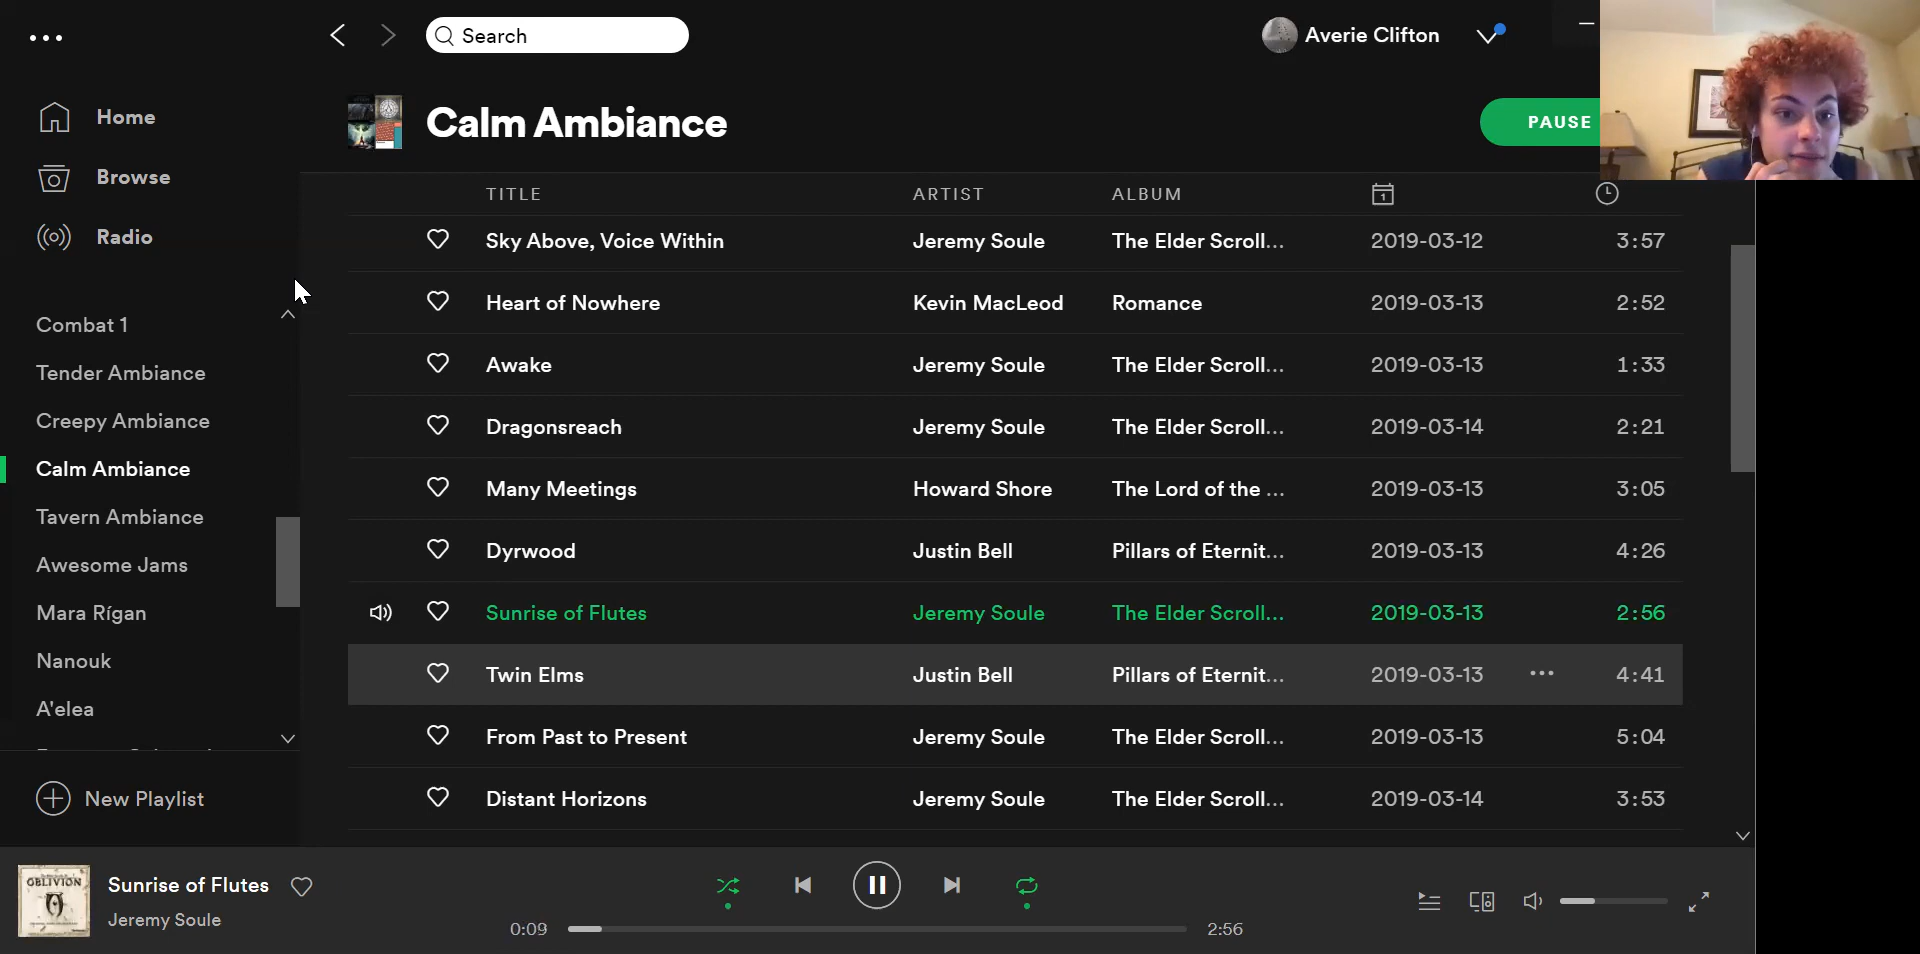 Search
Averie Clifton
Home
Browse
Radio
Combat 1
Tender Ambiance
Creepy Ambiance
Calm Ambiance
Tavern Ambiance
Awesome Jams
Mara Rígan
Nanouk
A'elea
New Playlist
Calm Ambiance
PAUSE
TITLE ARTIST ALBUM
Sky Above, Voice Within Jeremy Soule The Elder Scroll... 2019-03-12 3:57
Heart of Nowhere Kevin MacLeod Romance 2019-03-13 2:52
Awake Jeremy Soule The Elder Scroll... 2019-03-13 1:33
Dragonsreach Jeremy Soule The Elder Scroll... 2019-03-14 2:21
Many Meetings Howard Shore The Lord of the ... 2019-03-13 3:05
Dyrwood Justin Bell Pillars of Eternit... 2019-03-13 4:26
Sunrise of Flutes Jeremy Soule The Elder Scroll... 2019-03-13 2:56
Twin Elms Justin Bell Pillars of Eternit... 2019-03-13 4:41
From Past to Present Jeremy Soule The Elder Scroll... 2019-03-13 5:04
Distant Horizons Jeremy Soule The Elder Scroll... 2019-03-14 3:53
OBLIVION
Sunrise of Flutes
Jeremy Soule
0:09 2:56